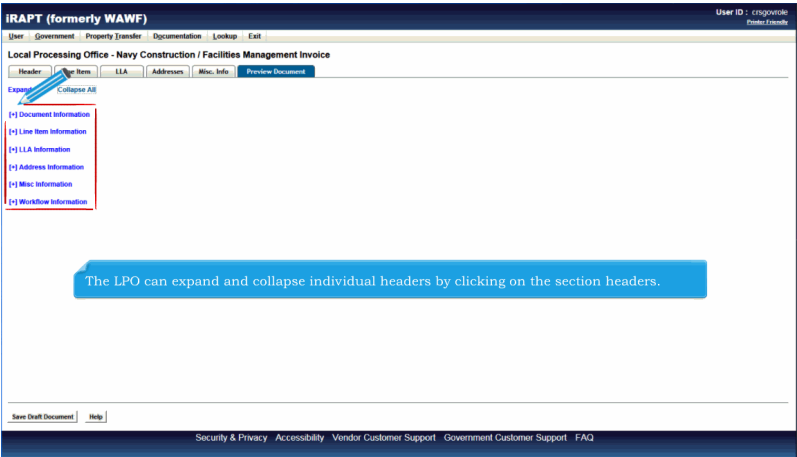 iRAPT (formerly WAWF)
User ID : crsgovrole
Printer Friendly
User Government Property Transfer Documentation Lookup Exit
Local Processing Office - Navy Construction / Facilities Management Invoice
Header Line Item LLA Addresses Misc. Info Preview Document
Expand Collapse All
[+] Document Information
[+] Line Item Information
[+] LLA Information
[+] Address Information
[+] Misc Information
[+] Workflow Information
The LPO can expand and collapse individual headers by clicking on the section headers.
Save Draft Document Help
Security & Privacy Accessibility Vendor Customer Support Government Customer Support FAQ